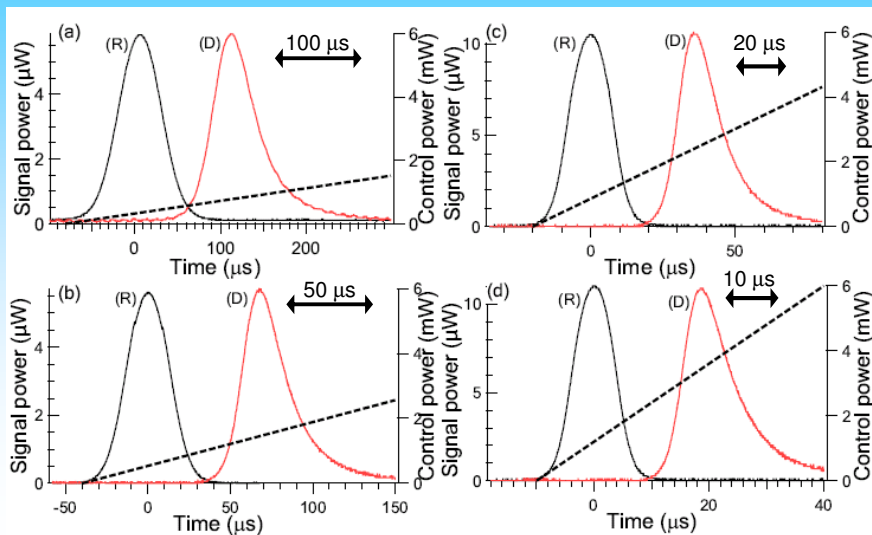 (a)
(R)
(D)
100 μs
Signal power (μW)
4
2
0
6
4
2
0
Control power (mW)
0
100
200
Time (μs)
(c)
(R)
(D)
20 μs
Signal power (μW)
10
5
0
6
4
2
0
Control power (mW)
0
50
Time (μs)
(b)
(R)
(D)
50 μs
Signal power (μW)
4
2
0
6
4
2
0
Control power (mW)
-50
0
50
100
150
Time (μs)
(d)
(R)
(D)
10 μs
Signal power (μW)
10
5
0
6
4
2
0
Control power (mW)
0
20
40
Time (μs)